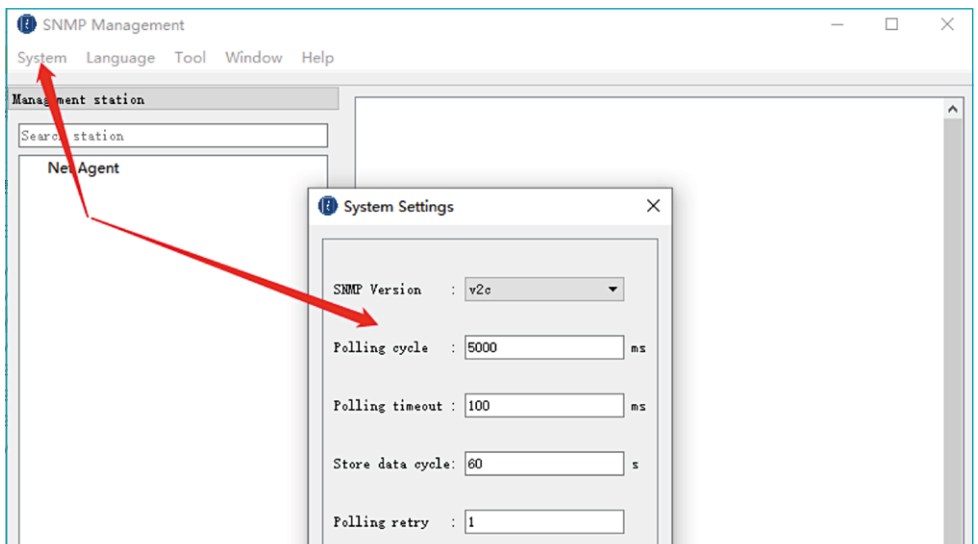 SNMP Management
System Language Tool Window Help
Management station
Search station
Net Agent
System Settings
SNMP Version : v2c
Polling cycle : 5000 ms
Polling timeout : 100 ms
Store data cycle: 60 s
Polling retry : 1